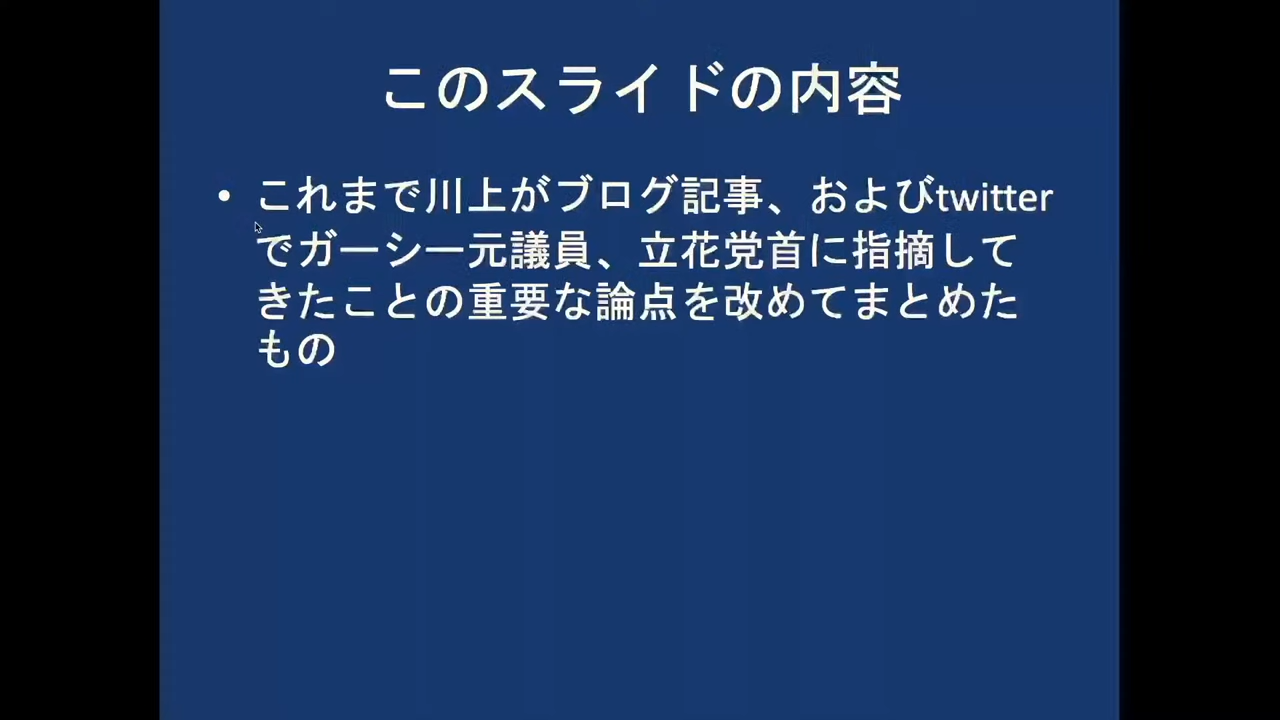 このスライドの内容
• これまで川上がブログ記事、およびtwitter
でガーシー元議員、立花党首に指摘して
きたことの重要な論点を改めてまとめた
もの